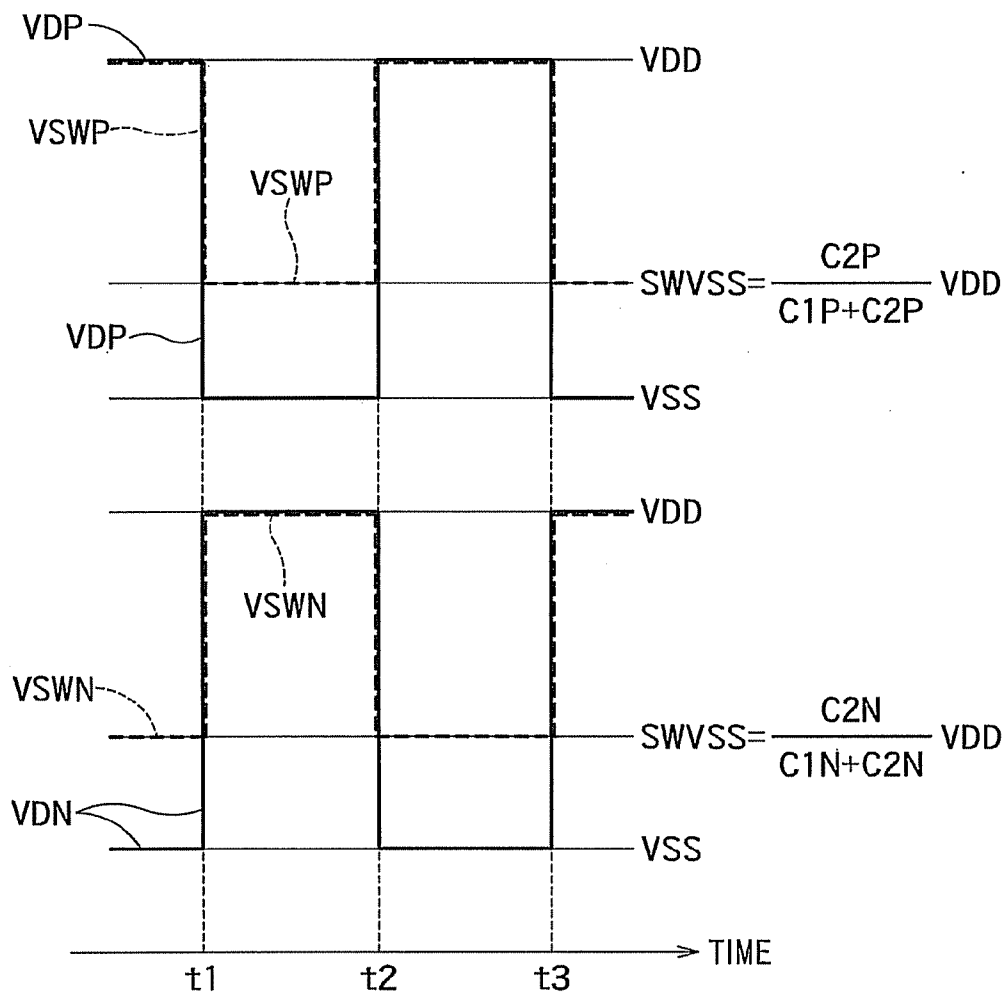 VDP
VDD
VSWP
VSWP
SWVSS= C2P / C1P+C2P VDD
VDP
VSS
VDD
VSWN
VSWN
SWVSS= C2N / C1N+C2N VDD
VDN
VSS
TIME
t1 t2 t3